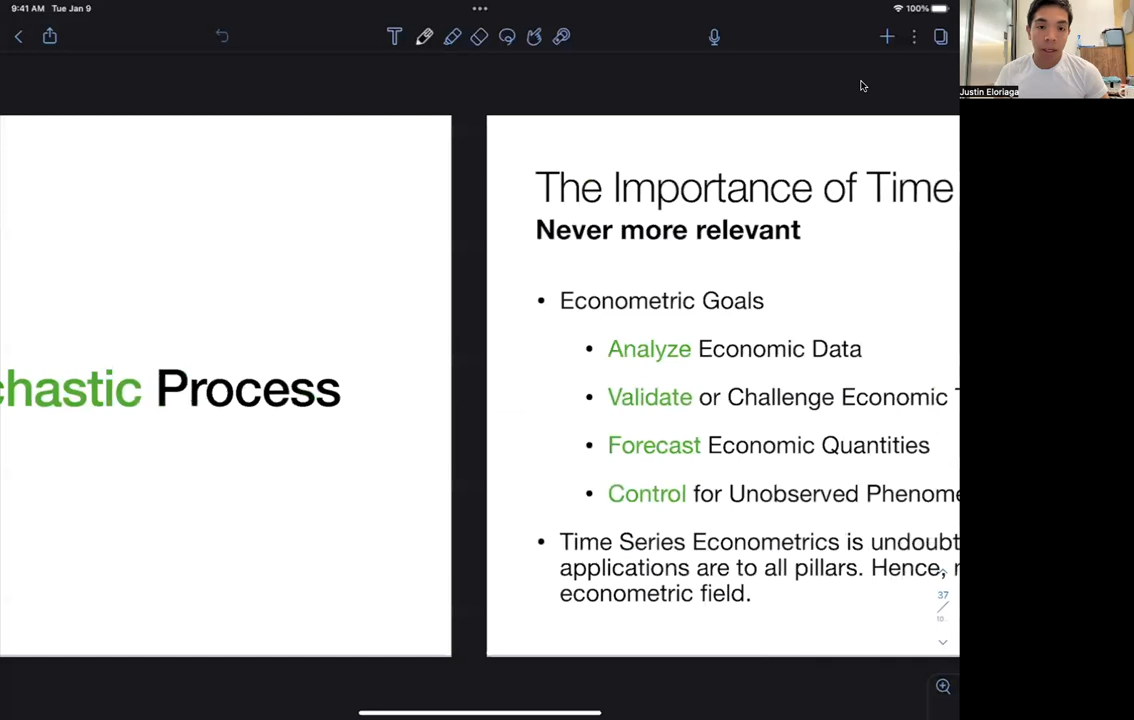 9:41 AM Tue Jan 9
100%
Justin Eloriaga
chastic Process
The Importance of Time
Never more relevant
• Econometric Goals
• Analyze Economic Data
• Validate or Challenge Economic
• Forecast Economic Quantities
• Control for Unobserved Phenome
• Time Series Econometrics is undoubt
applications are to all pillars. Hence,
econometric field.
37